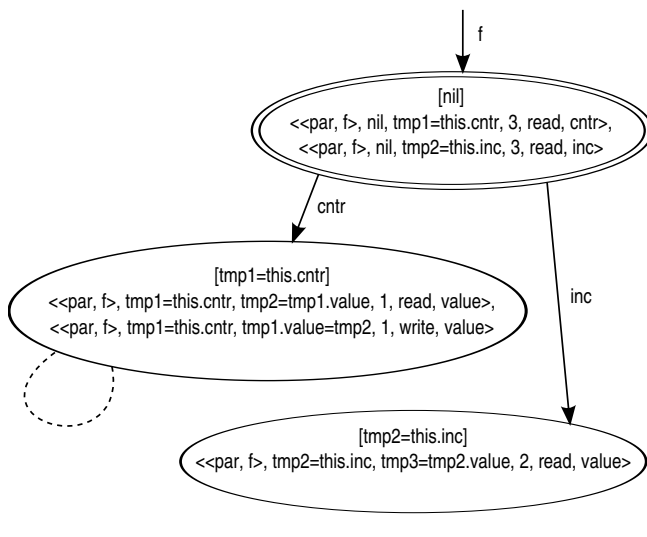 f
[nil]
<<par, f>, nil, tmp1=this.cntr, 3, read, cntr>,
<<par, f>, nil, tmp2=this.inc, 3, read, inc>
cntr
[tmp1=this.cntr]
<<par, f>, tmp1=this.cntr, tmp2=tmp1.value, 1, read, value>,
<<par, f>, tmp1=this.cntr, tmp1.value=tmp2, 1, write, value>
inc
[tmp2=this.inc]
<<par, f>, tmp2=this.inc, tmp3=tmp2.value, 2, read, value>